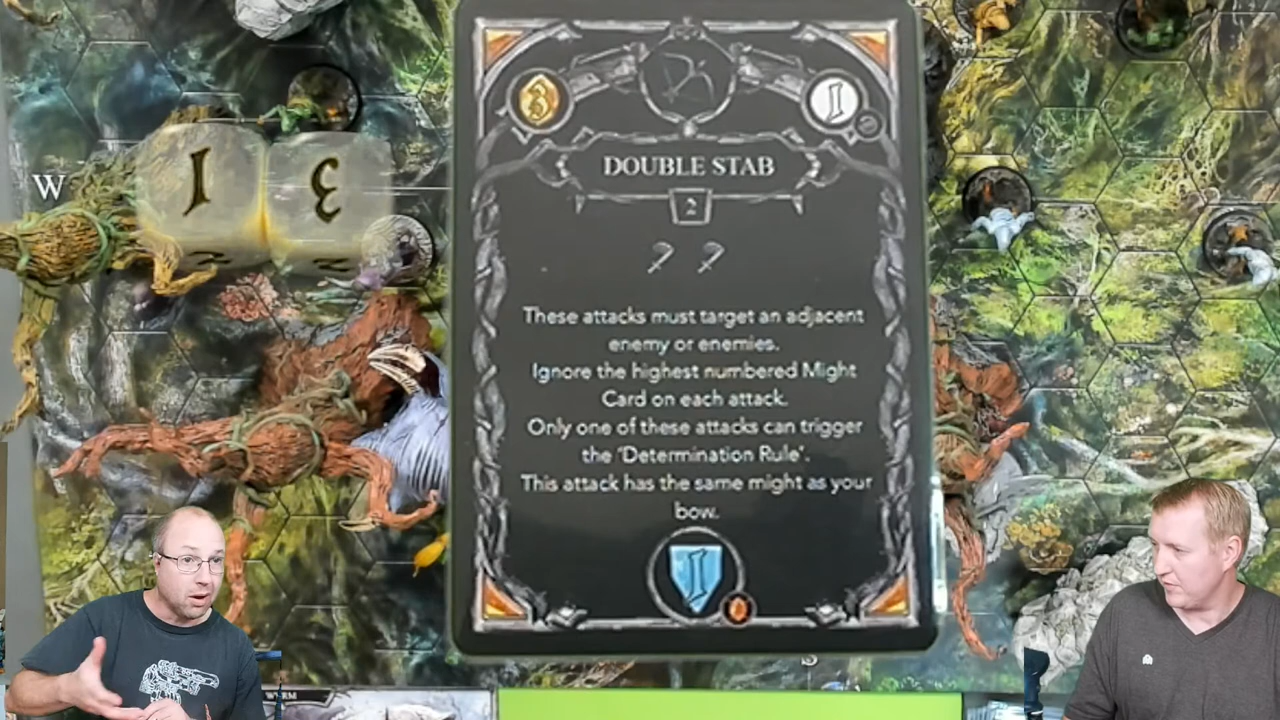 3
1
W
1
3
DOUBLE STAB
2
These attacks must target an adjacent
enemy or enemies.
Ignore the highest numbered Might
Card on each attack.
Only one of these attacks can trigger
the 'Determination Rule'.
This attack has the same might as your
bow.
1
S
WYRM